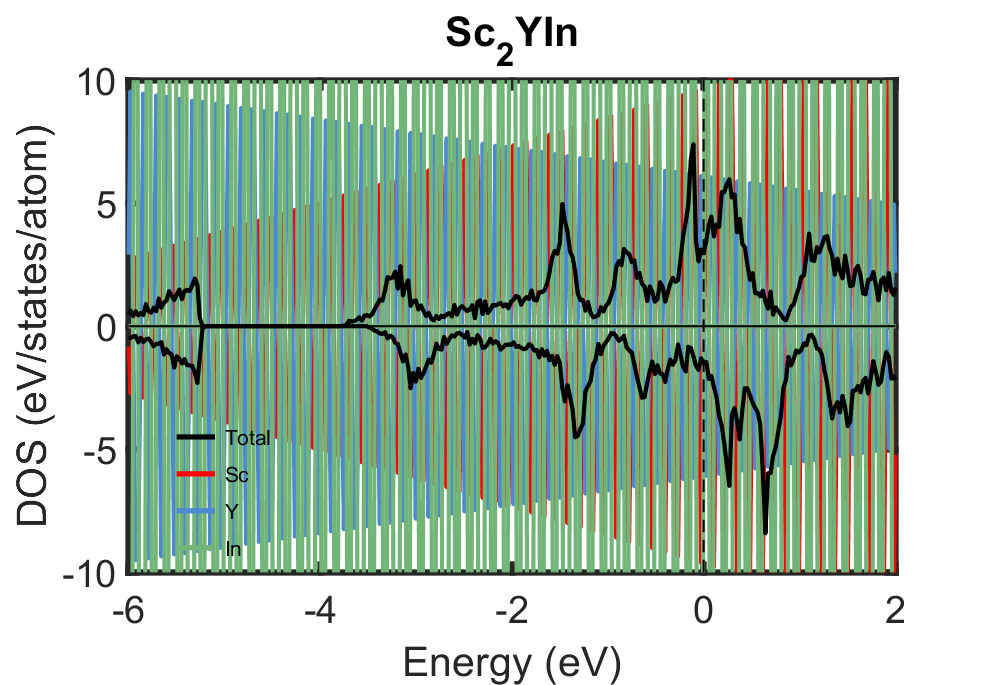 Sc2YIn
DOS (eV/states/atom)
10
5
0
-5
-10
Total
Sc
Y
In
-6
-4
-2
0
2
Energy (eV)